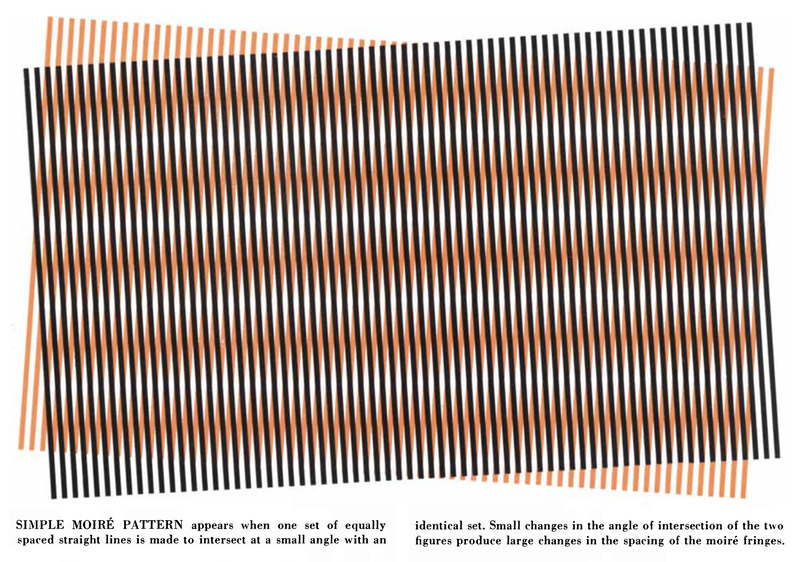 SIMPLE MOIRÉ PATTERN appears when one set of equally
spaced straight lines is made to intersect at a small angle with an
identical set. Small changes in the angle of intersection of the two
figures produce large changes in the spacing of the moiré fringes.